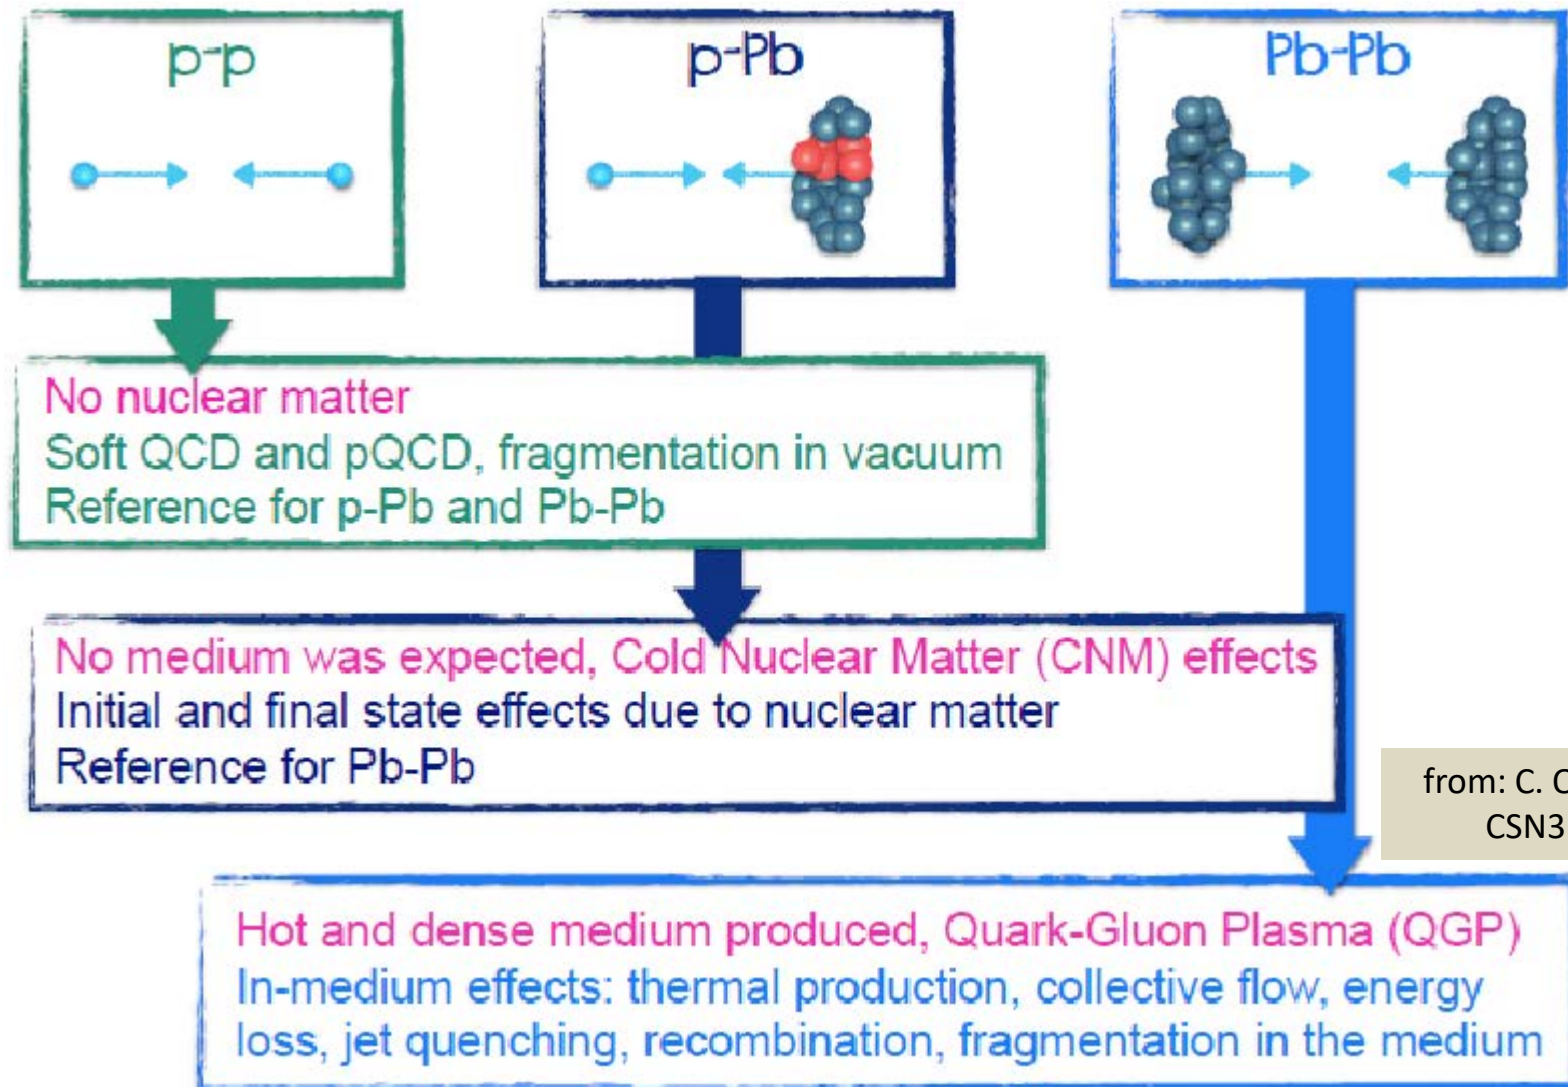 p-p
p-Pb
Pb-Pb
No nuclear matter
Soft QCD and pQCD, fragmentation in vacuum
Reference for p-Pb and Pb-Pb
No medium was expected, Cold Nuclear Matter (CNM) effects
Initial and final state effects due to nuclear matter
Reference for Pb-Pb
from: C. 
CSN3
Hot and dense medium produced, Quark-Gluon Plasma (QGP)
In-medium effects: thermal production, collective flow, energy
loss, jet quenching, recombination, fragmentation in the medium